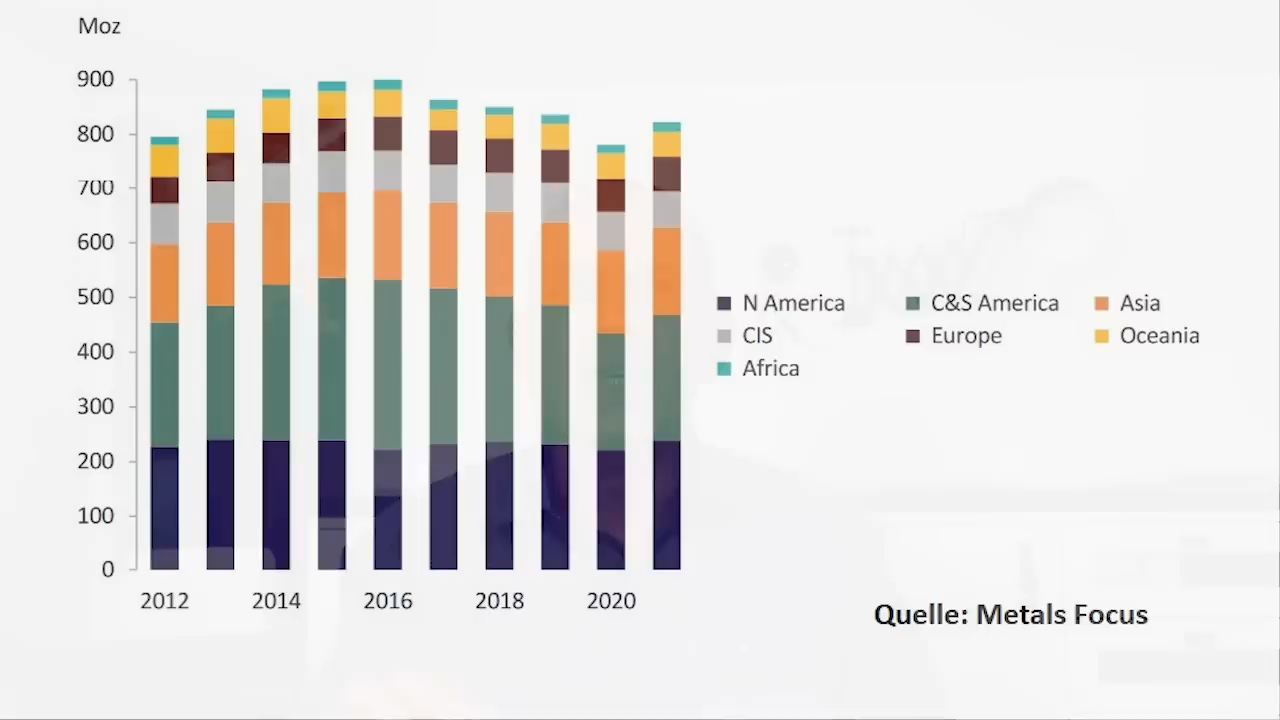 Moz
900
800
700
600
500
400
300
200
100
0
2012 2014 2016 2018 2020
N America C&S America Asia
CIS Europe Oceania
Africa
Quelle: Metals Focus